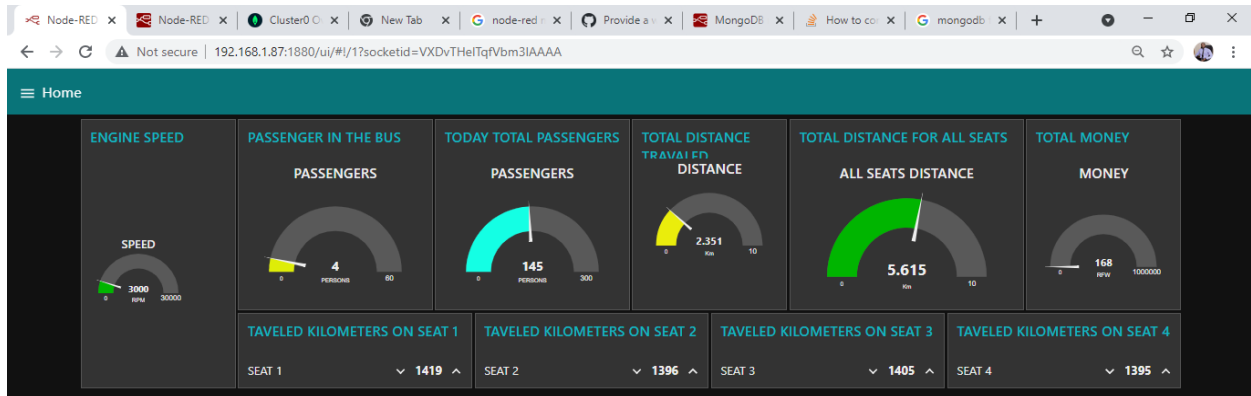 Node-RED
Node-RED
Cluster0 O
New Tab
node-red n
Provide a v
MongoDB
How to co
mongodb
Not secure | 192.168.1.87:1880/ui/#!/1?socketid=VXDvTHelTqfVbm3IAAAA
Home
ENGINE SPEED
SPEED
3000
0 RPM 30000
PASSENGER IN THE BUS
PASSENGERS
4
0 PERSONS 60
TODAY TOTAL PASSENGERS
PASSENGERS
145
0 PERSONS 300
TOTAL DISTANCE
TRAVALED
DISTANCE
2.351
0 Km 10
TOTAL DISTANCE FOR ALL SEATS
ALL SEATS DISTANCE
5.615
0 Km 10
TOTAL MONEY
MONEY
168
0 RFW 1000000
TAVELED KILOMETERS ON SEAT 1
SEAT 1 1419
TAVELED KILOMETERS ON SEAT 2
SEAT 2 1396
TAVELED KILOMETERS ON SEAT 3
SEAT 3 1405
TAVELED KILOMETERS ON SEAT 4
SEAT 4 1395